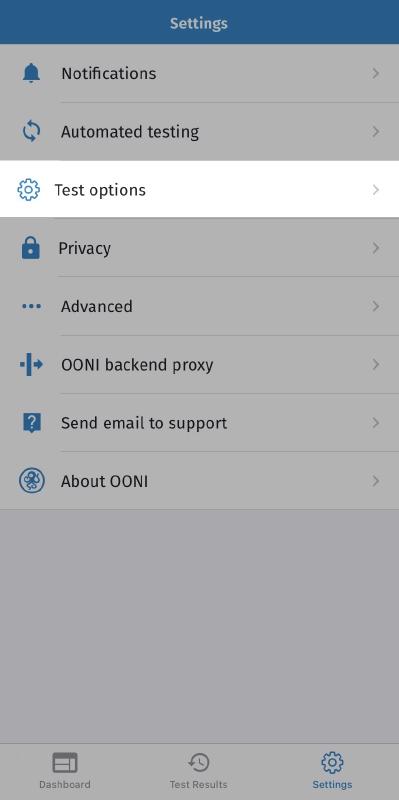 Settings
Notifications
Automated testing
Test options
Privacy
Advanced
OONI backend proxy
Send email to support
About OONI
Dashboard
Test Results
Settings